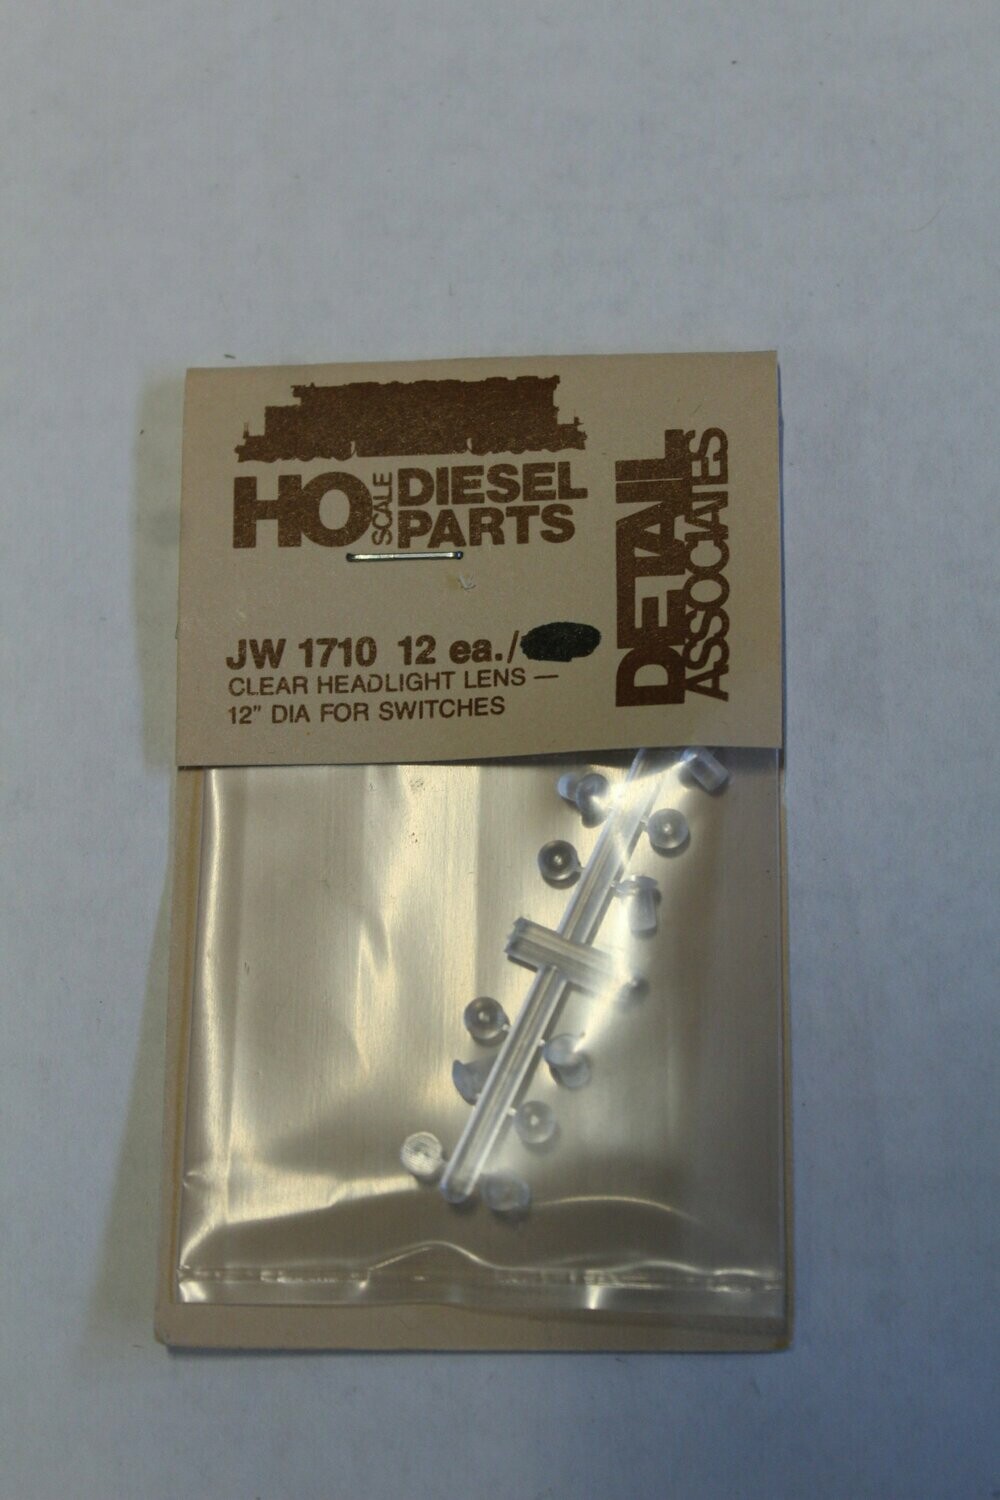 HO SCALE DIESEL PARTS
DETAIL ASSOCIATES
JW 1710 12 ea./
CLEAR HEADLIGHT LENS —
12" DIA FOR SWITCHES